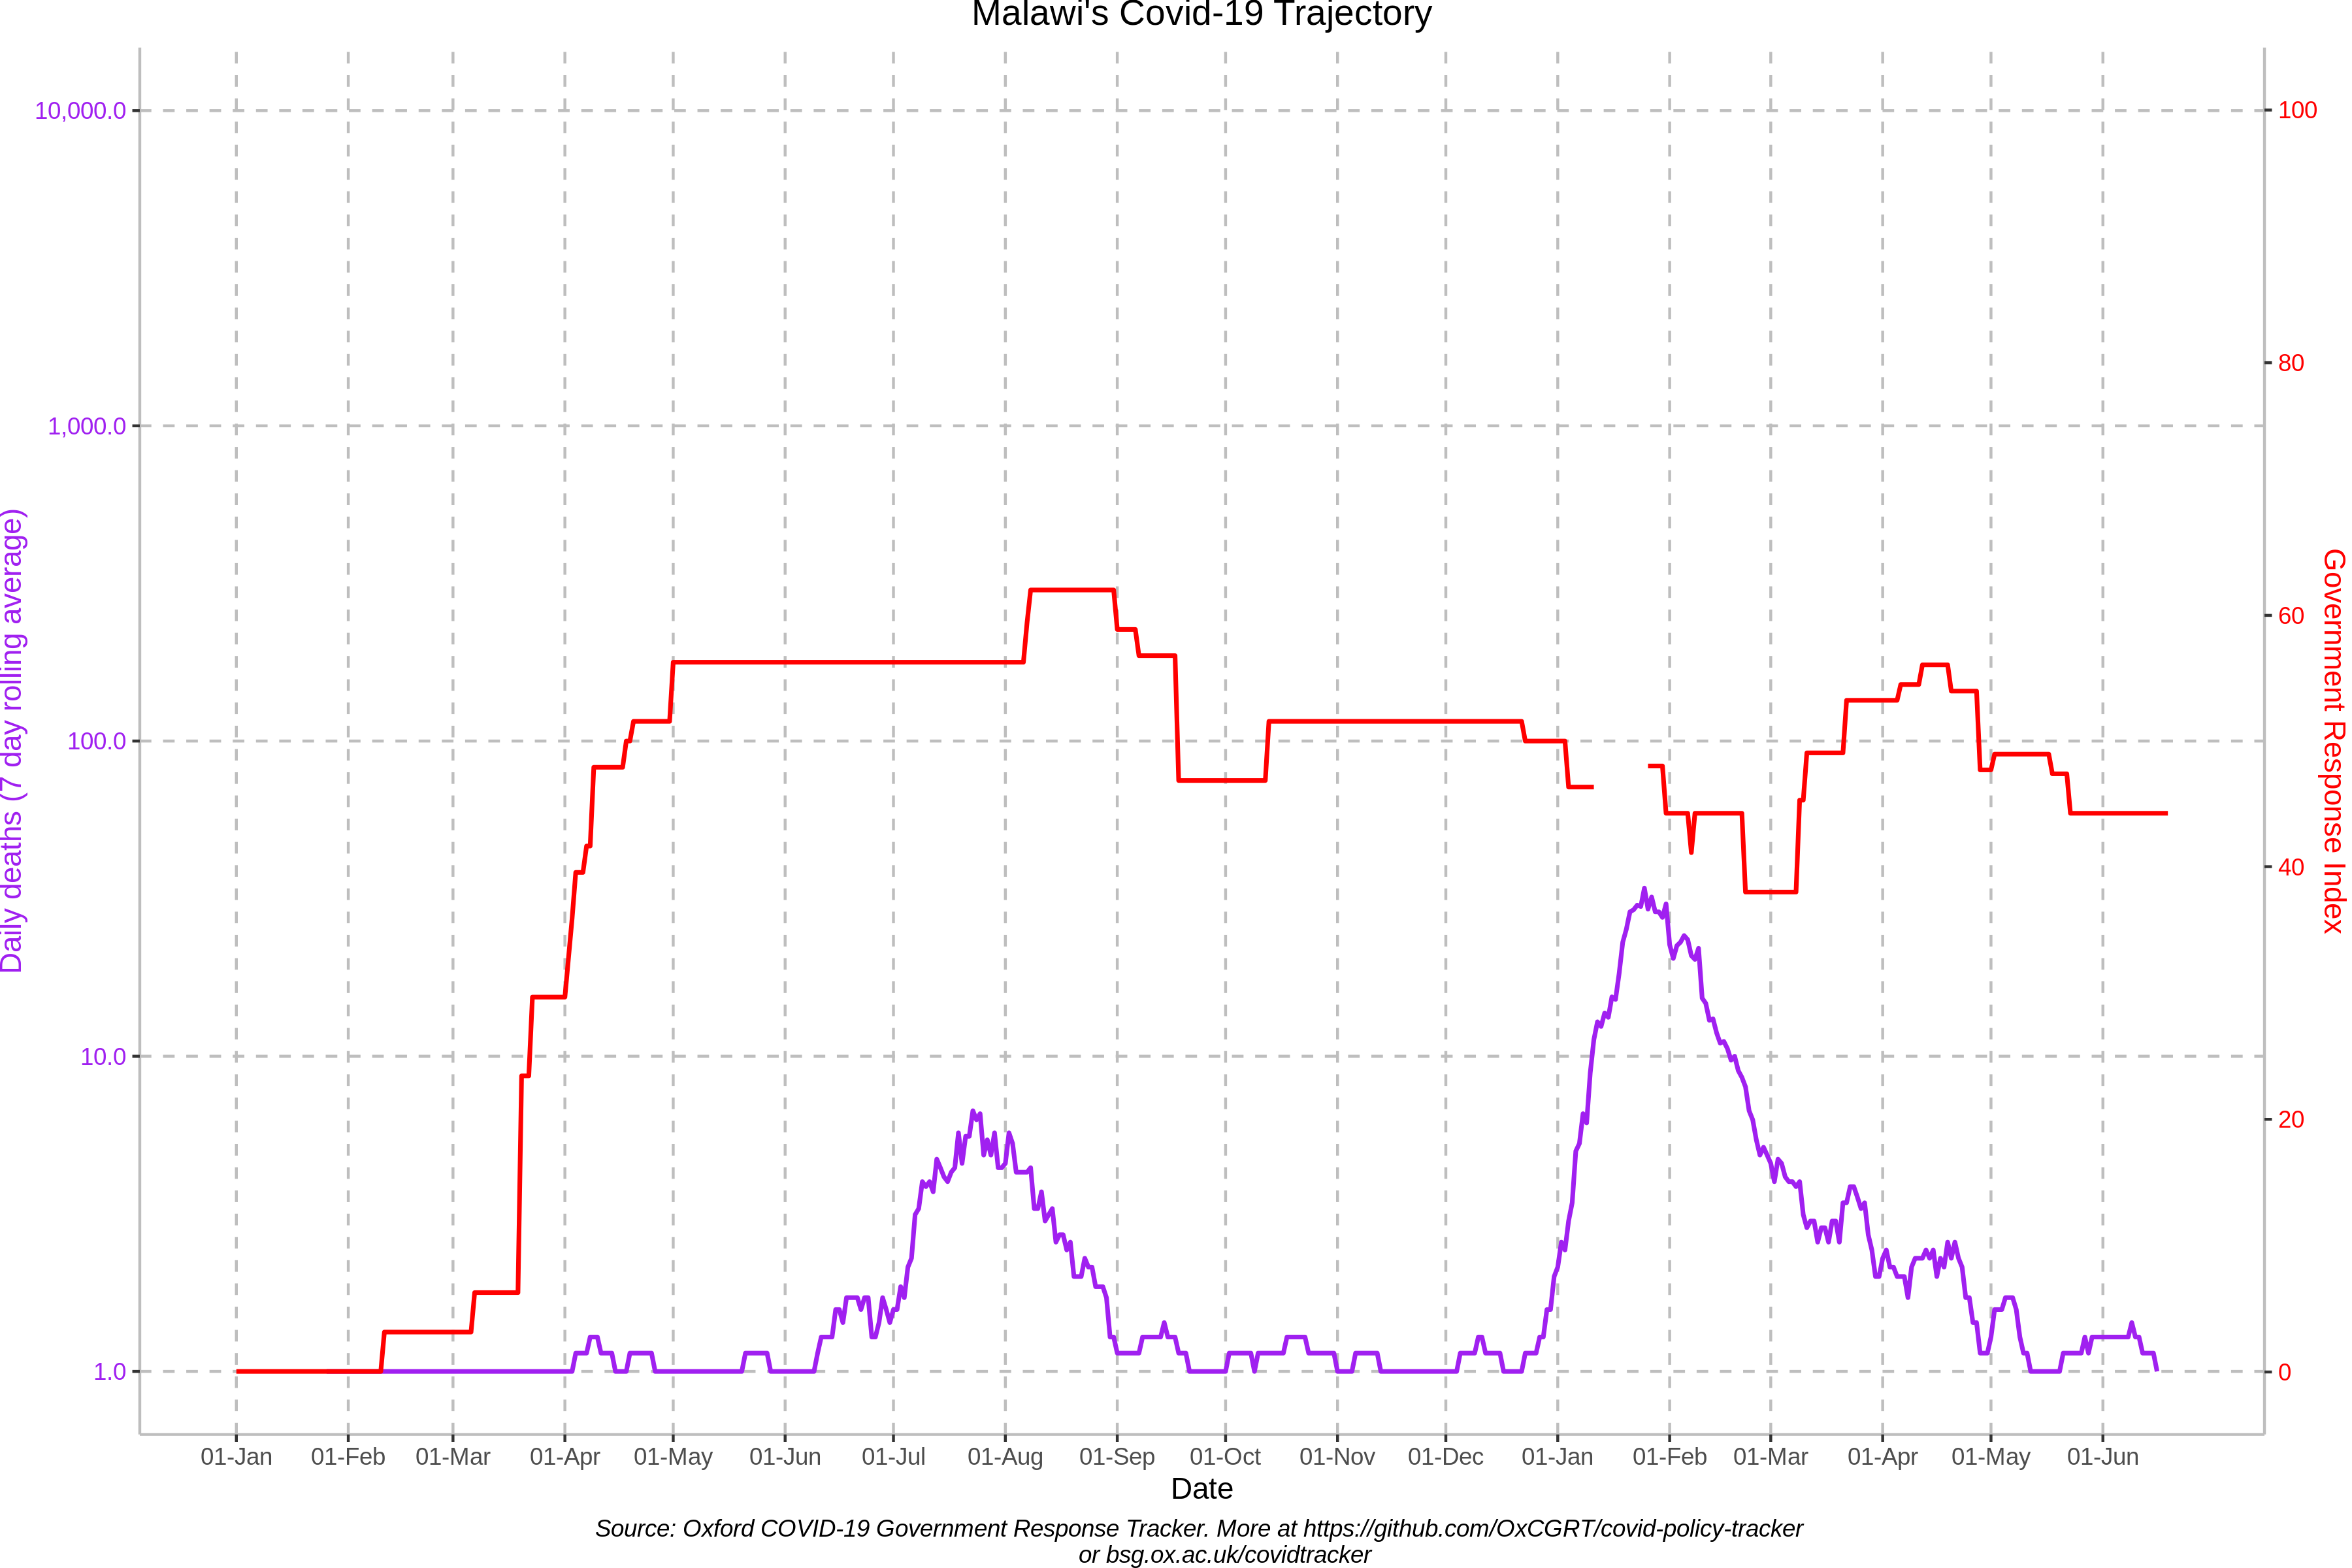 Malawi's Covid-19 Trajectory
10,000.0
1,000.0
100.0
10.0
1.0
Daily deaths (7 day rolling average)
100
80
60
40
20
0
Government Response Index
01-Jan 01-Feb 01-Mar 01-Apr 01-May 01-Jun 01-Jul 01-Aug 01-Sep 01-Oct 01-Nov 01-Dec 01-Jan 01-Feb 01-Mar 01-Apr 01-May 01-Jun
Date
Source: Oxford COVID-19 Government Response Tracker. More at https://github.com/OxCGRT/covid-policy-tracker
or bsg.ox.ac.uk/covidtracker